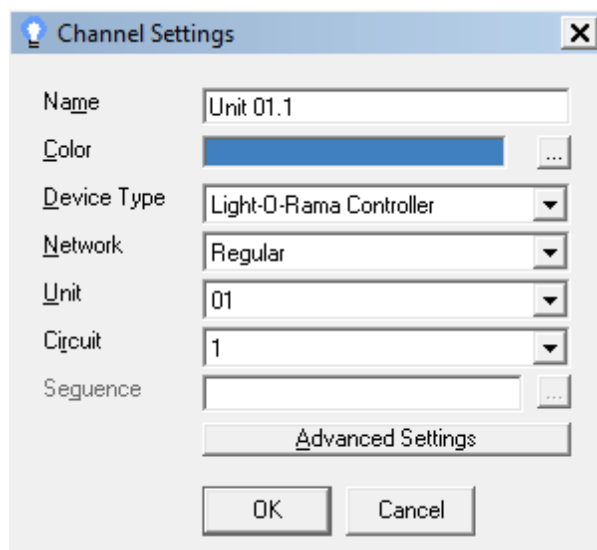 Channel Settings
Name Unit 01.1
Color ...
Device Type Light-O-Rama Controller
Network Regular
Unit 01
Circuit 1
Seguence ...
Advanced Settings
OK Cancel